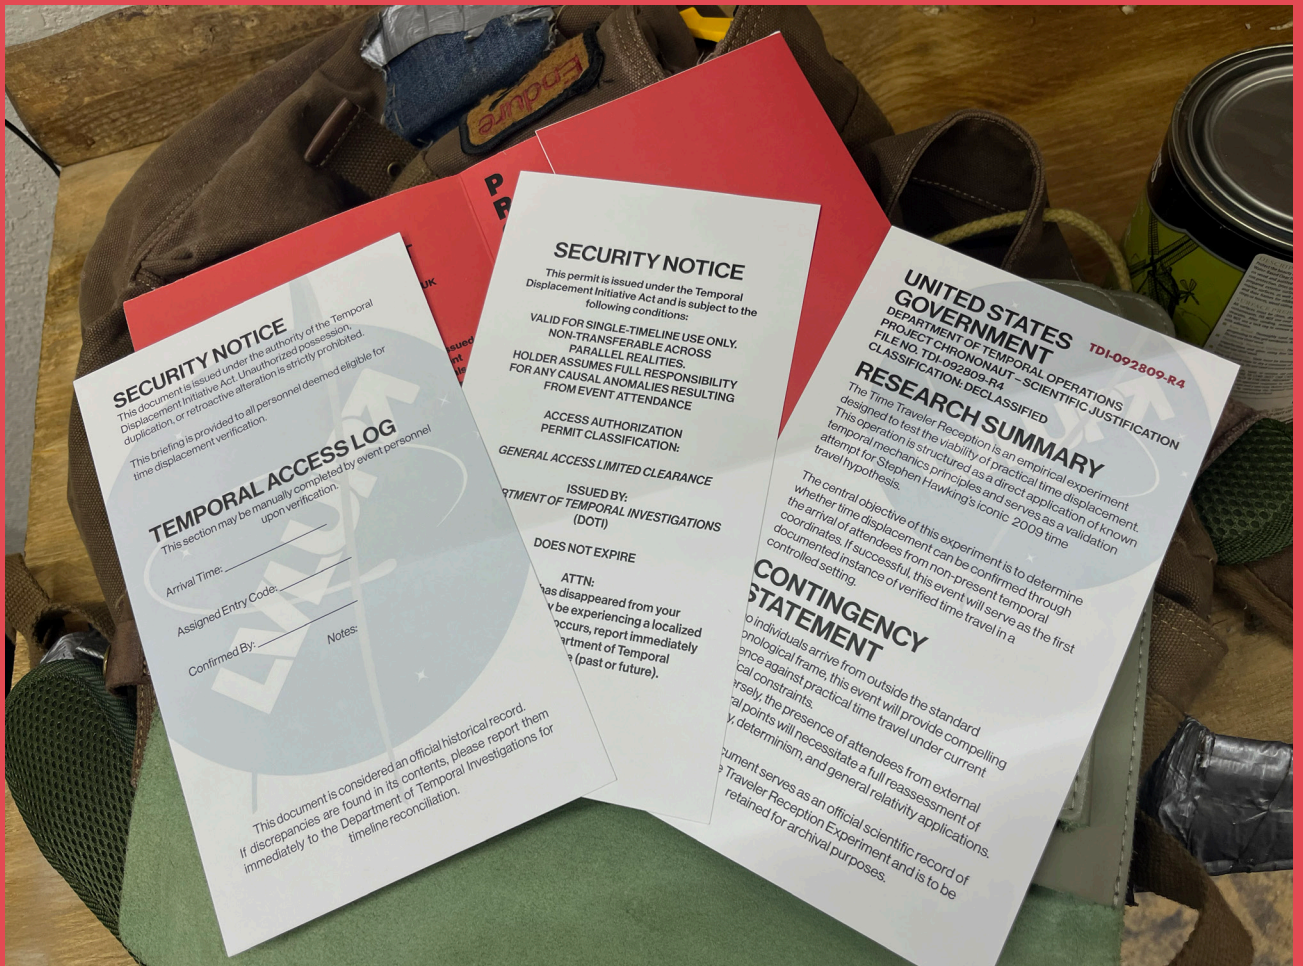 Endure
P
R
UK
ssued
nt
SECURITY NOTICE
This document is issued under the authority of the Temporal
Displacement Initiative Act. Unauthorized possession,
duplication, or retroactive alteration is strictly prohibited.
This briefing is provided to all personnel deemed eligible for
time displacement verification.
TEMPORAL ACCESS LOG
This section may be manually completed by event personnel
upon verification.
Arrival Time:
Assigned Entry Code:
Confirmed By:
Notes:
This document is considered an official historical record.
If discrepancies are found in its contents, please report them
immediately to the Department of Temporal Investigations for
timeline reconciliation.
SECURITY NOTICE
This permit is issued under the Temporal
Displacement Initiative Act and is subject to the
following conditions:
VALID FOR SINGLE-TIMELINE USE ONLY.
NON-TRANSFERABLE ACROSS
PARALLEL REALITIES.
HOLDER ASSUMES FULL RESPONSIBILITY
FOR ANY CAUSAL ANOMALIES RESULTING
FROM EVENT ATTENDANCE
ACCESS AUTHORIZATION
PERMIT CLASSIFICATION:
GENERAL ACCESS LIMITED CLEARANCE
ISSUED BY:
RTMENT OF TEMPORAL INVESTIGATIONS
(DOTI)
DOES NOT EXPIRE
ATTN:
has disappeared from your
y be experiencing a localized
occurs, report immediately
artment of Temporal
e (past or future).
UNITED STATES
GOVERNMENT
DEPARTMENT OF TEMPORAL OPERATIONS
PROJECT CHRONONAUT – SCIENTIFIC JUSTIFICATION
FILE NO. TDI-092809-R4
CLASSIFICATION: DECLASSIFIED
TDI-092809-R4
RESEARCH SUMMARY
The Time Traveler Reception is an empirical experiment
designed to test the viability of practical time displacement.
This operation is structured as a direct application of known
temporal mechanics principles and serves as a validation
attempt for Stephen Hawking's iconic 2009 time
travel hypothesis.
The central objective of this experiment is to determine
whether time displacement can be confirmed through
the arrival of attendees from non-present temporal
coordinates. If successful, this event will serve as the first
documented instance of verified time travel in a
controlled setting.
CONTINGENCY
STATEMENT
o individuals arrive from outside the standard
onological frame, this event will provide compelling
ence against practical time travel under current
ical constraints.
ersely, the presence of attendees from external
ral points will necessitate a full reassessment of
y, determinism, and general relativity applications.
cument serves as an official scientific record of
e Traveler Reception Experiment and is to be
retained for archival purposes.